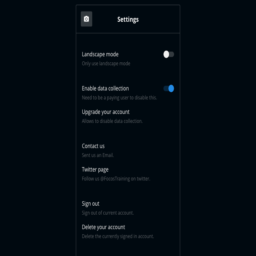 Settings
Landscape mode
Only use landscape mode
Enable data collection
Need to be a paying user to disable this.
Upgrade your account
Allows to disable data collection.
Contact us
Sent us an Email.
Twitter page
Follow us on twitter.
Sign out
Sign out of current account.
Delete your account
Delete the currently signed in account.